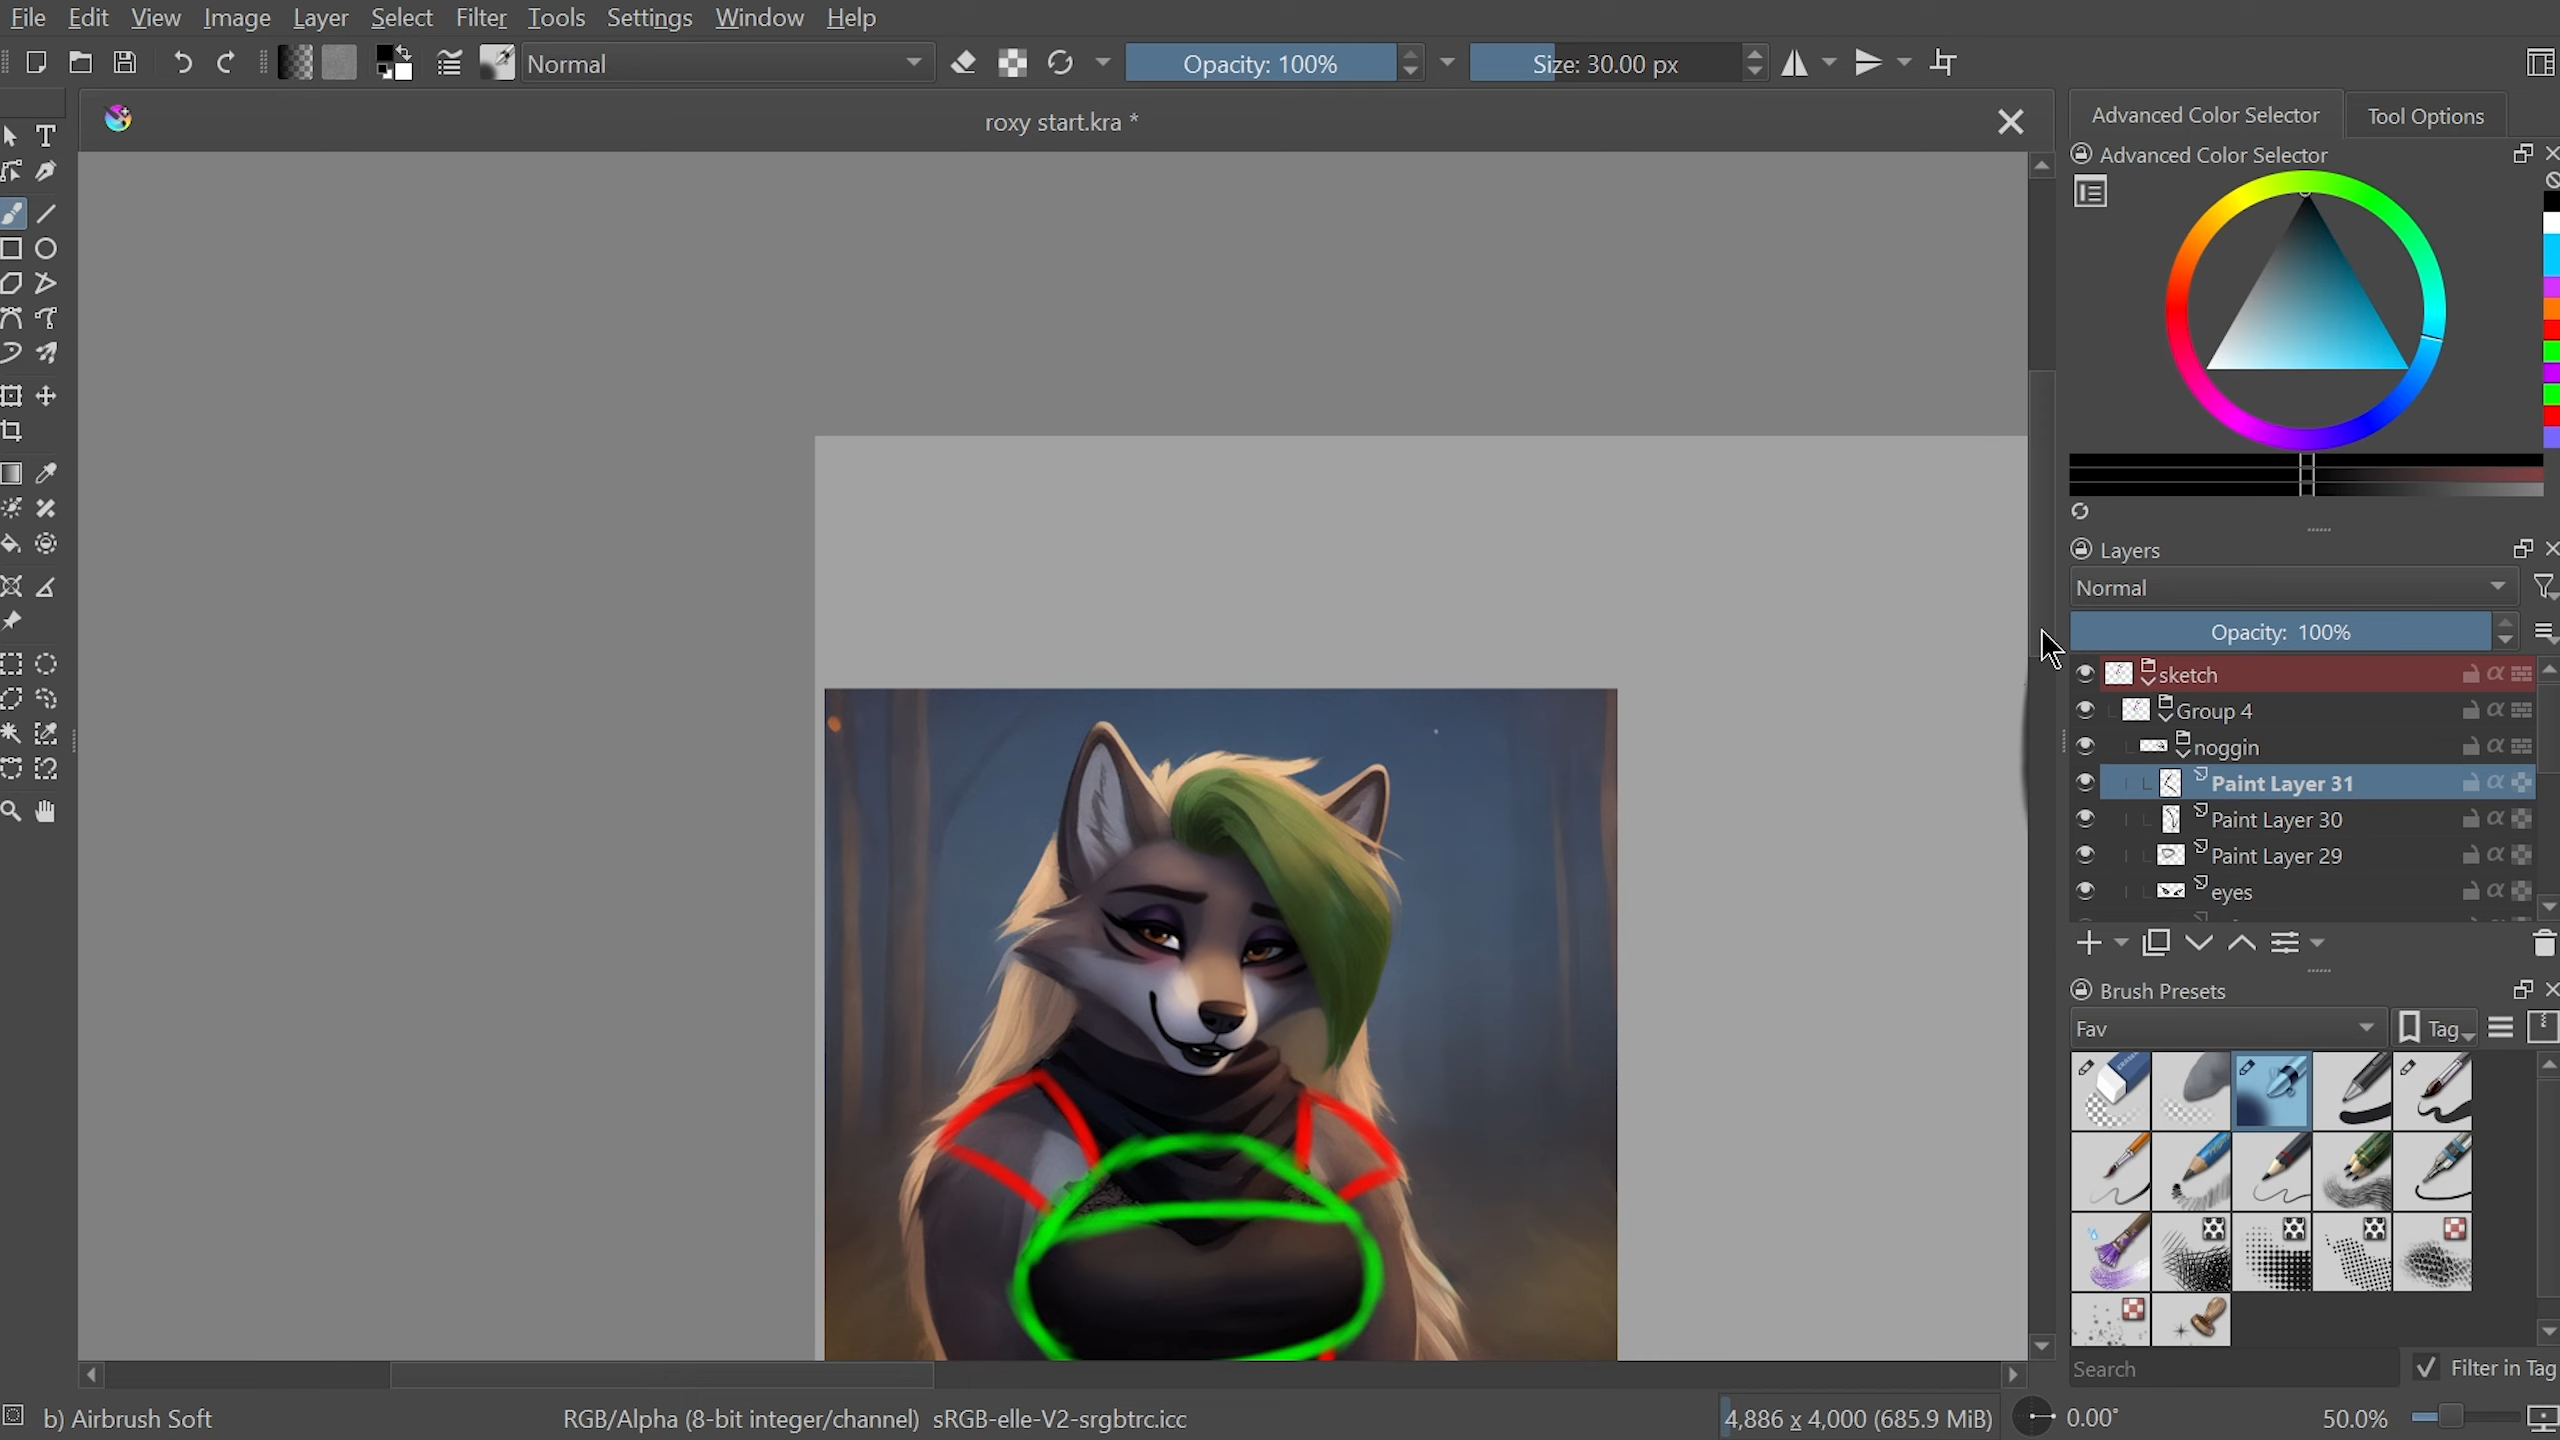 File Edit View Image Layer Select Filter Tools Settings Window Help
Normal Opacity: 100% Size: 30.00 px
roxy start.kra *
Advanced Color Selector Tool Options
Advanced Color Selector
Layers
Normal
Opacity: 100%
sketch
Group 4
noggin
Paint Layer 31
Paint Layer 30
Paint Layer 29
eyes
Brush Presets
Fav Tag
Search Filter in Tag
b) Airbrush Soft RGB/Alpha (8-bit integer/channel) sRGB-elle-V2-srgbtrc.icc 4,886 x 4,000 (685.9 MiB) 0.00° 50.0%